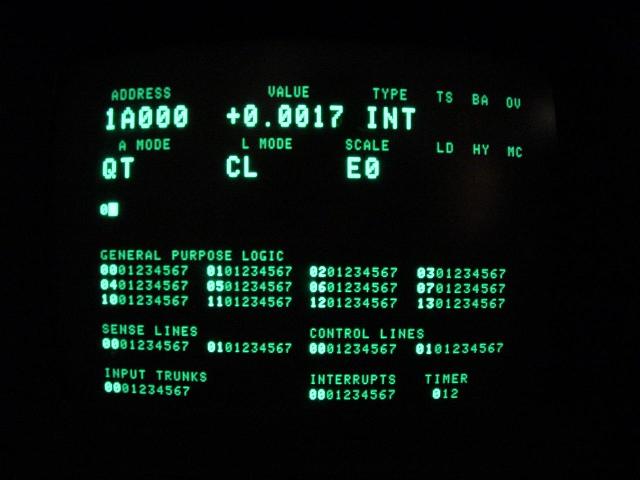 ADDRESS VALUE TYPE TS BA OV
1A000 +0.0017 INT
A MODE L MODE SCALE LD HY MC
QT CL E0
0
GENERAL PURPOSE LOGIC
0001234567 0101234567 0201234567 0301234567
0401234567 0501234567 0601234567 0701234567
1001234567 1101234567 1201234567 1301234567
SENSE LINES CONTROL LINES
0001234567 0101234567 0001234567 0101234567
INPUT TRUNKS INTERRUPTS TIMER
0001234567 0001234567 012